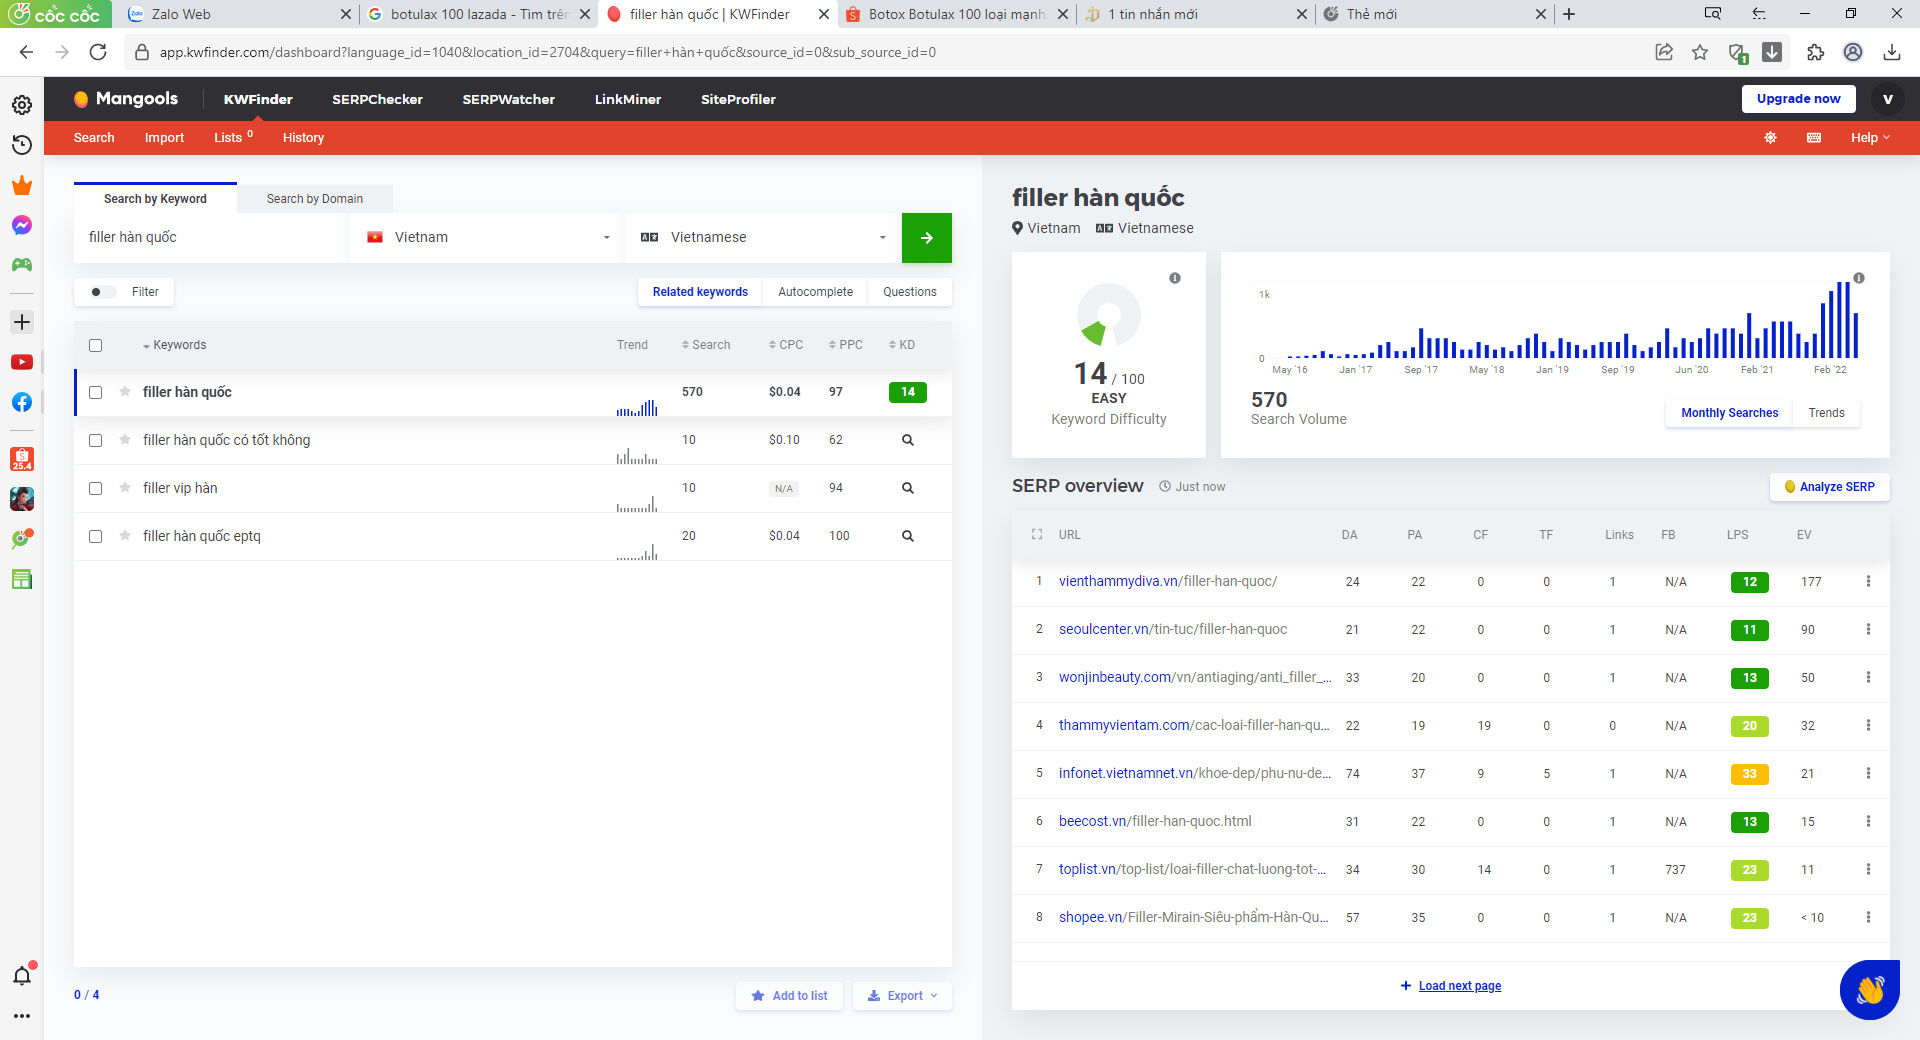 cốc cốc
Zalo Web
botulax 100 lazada - Tìm trên
filler hàn quốc | KWFinder
Botox Botulax 100 loại mạnh,
1 tin nhắn mới
Thẻ mới
app.kwfinder.com/dashboard?language_id=1040&location_id=2704&query=filler+hàn+quốc&source_id=0&sub_source_id=0
1
Mangools
KWFinder
SERPChecker
SERPWatcher
LinkMiner
SiteProfiler
Upgrade now
V
Search
Import
Lists 0
History
Help
Search by Keyword
Search by Domain
filler hàn quốc
Vietnam
Vietnamese
Filter
Related keywords
Autocomplete
Questions
Keywords Trend Search CPC PPC KD
filler hàn quốc 570 $0.04 97 14
filler hàn quốc có tốt không 10 $0.10 62
filler vip hàn 10 N/A 94
filler hàn quốc eptq 20 $0.04 100
0 / 4
Add to list
Export
25.4
filler hàn quốc
Vietnam
Vietnamese
14 / 100
EASY
Keyword Difficulty
1k
0
May '16 Jan '17 Sep '17 May '18 Jan '19 Sep '19 Jun '20 Feb '21 Feb '22
570
Search Volume
Monthly Searches
Trends
SERP overview
Just now
Analyze SERP
URL DA PA CF TF Links FB LPS EV
1 vienthammydiva.vn/filler-han-quoc/ 24 22 0 0 1 N/A 12 177
2 seoulcenter.vn/tin-tuc/filler-han-quoc 21 22 0 0 1 N/A 11 90
3 wonjinbeauty.com/vn/antiaging/anti_filler_... 33 20 0 0 1 N/A 13 50
4 thammyvientam.com/cac-loai-filler-han-qu... 22 19 19 0 0 N/A 20 32
5 infonet.vietnamnet.vn/khoe-dep/phu-nu-de... 74 37 9 5 1 N/A 33 21
6 beecost.vn/filler-han-quoc.html 31 22 0 0 1 N/A 13 15
7 toplist.vn/top-list/loai-filler-chat-luong-tot-... 34 30 14 0 1 737 23 11
8 shopee.vn/Filler-Mirain-Siêu-phẩm-Hàn-Qu... 57 35 0 0 1 N/A 23 < 10
Load next page